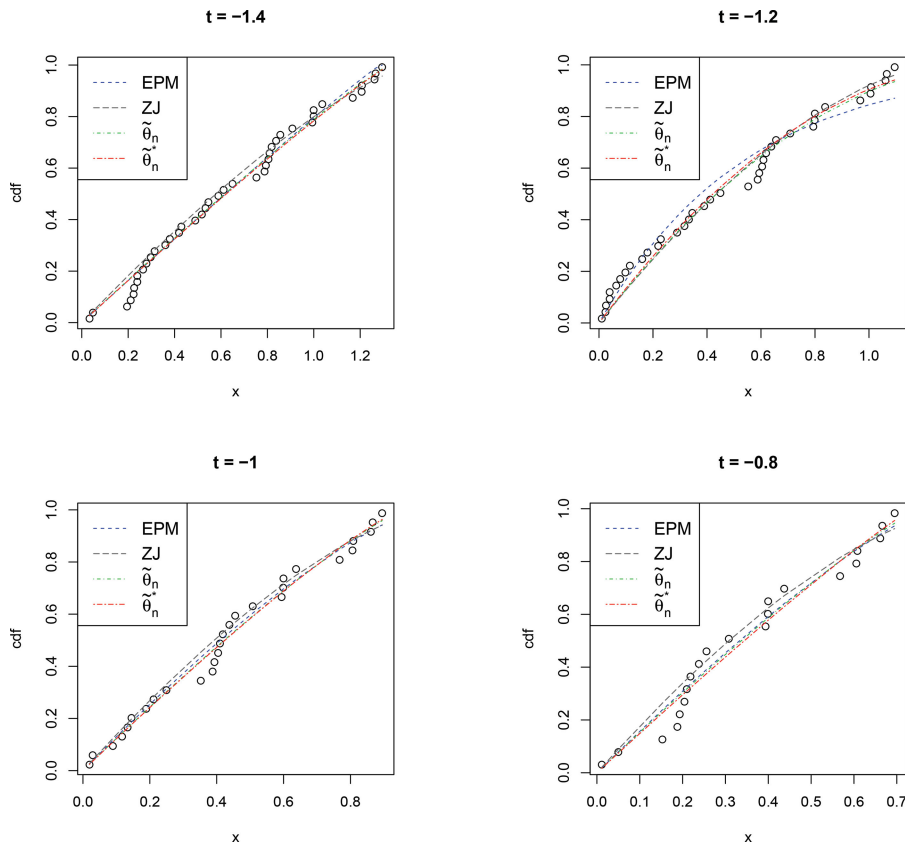 t = −1.4
1.0
0.8
0.6
0.4
0.2
0.0
cdf
EPM
ZJ
θ̃n
θ̃n*
0.0 0.2 0.4 0.6 0.8 1.0 1.2
x
t = −1.2
1.0
0.8
0.6
0.4
0.2
0.0
cdf
EPM
ZJ
θ̃n
θ̃n*
0.0 0.2 0.4 0.6 0.8 1.0
x
t = −1
1.0
0.8
0.6
0.4
0.2
0.0
cdf
EPM
ZJ
θ̃n
θ̃n*
0.0 0.2 0.4 0.6 0.8
x
t = −0.8
1.0
0.8
0.6
0.4
0.2
0.0
cdf
EPM
ZJ
θ̃n
θ̃n*
0.0 0.1 0.2 0.3 0.4 0.5 0.6 0.7
x